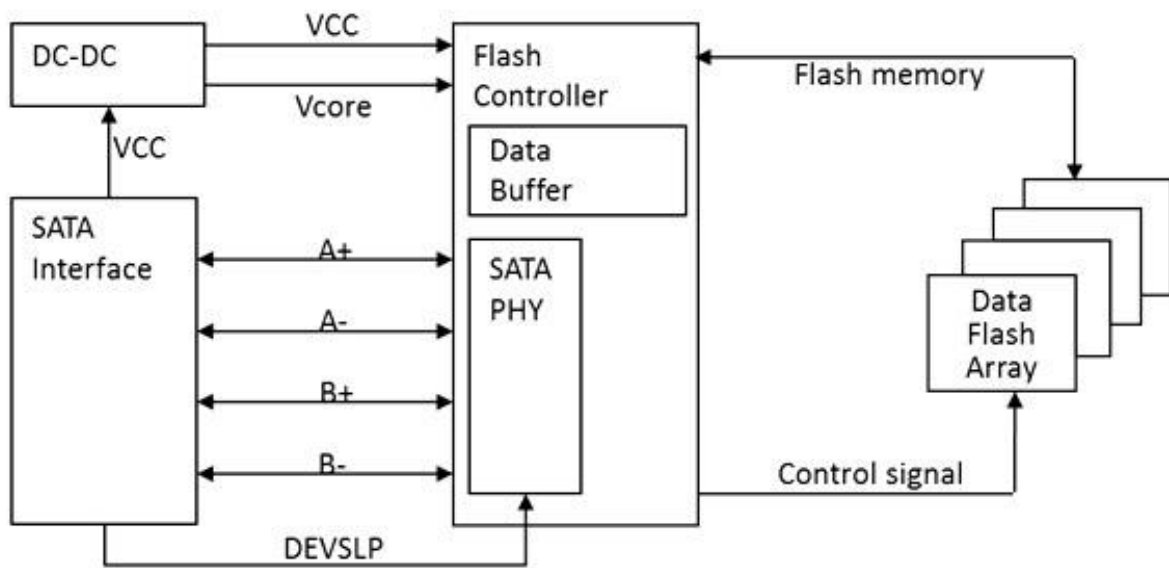 DC-DC
VCC
Vcore
VCC
Flash
Controller
Data
Buffer
Flash memory
SATA
Interface
A+
A-
B+
B-
SATA
PHY
Data
Flash
Array
Control signal
DEVSLP